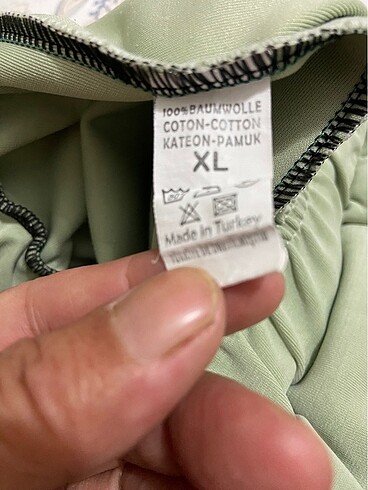 100%BAUMWOLLE
COTON-COTTON
KATEON-PAMUK
XL
Made in Turkey